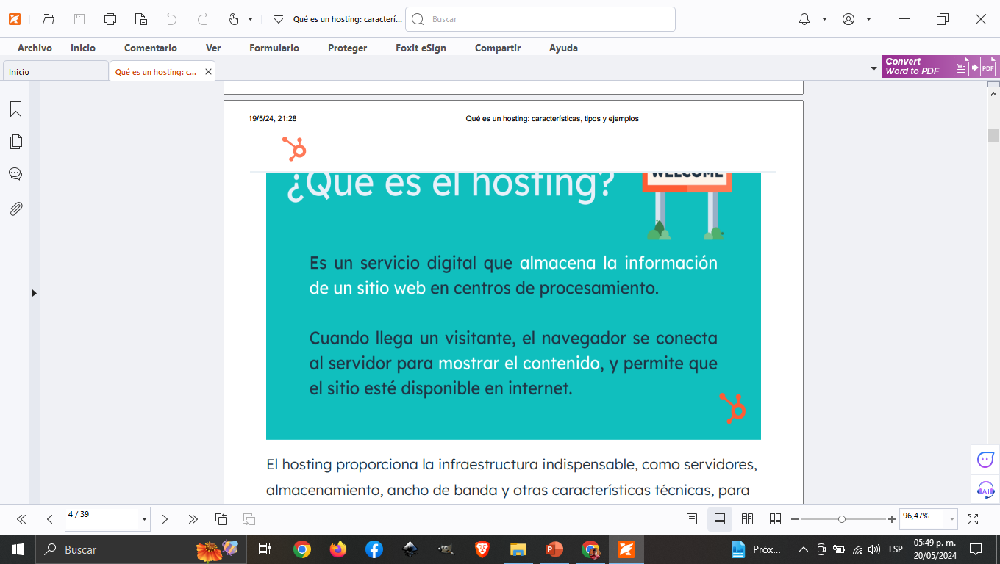 Qué es un hosting: caracterí...
Buscar
Archivo Inicio Comentario Ver Formulario Proteger Foxit eSign Compartir Ayuda
Inicio
Qué es un hosting: c...
Convert
Word to PDF
W
PDF
19/5/24, 21:28
Qué es un hosting: características, tipos y ejemplos
¿Qué es el hosting?
WELCOME
Es un servicio digital que almacena la información
de un sitio web en centros de procesamiento.
Cuando llega un visitante, el navegador se conecta
al servidor para mostrar el contenido, y permite que
el sitio esté disponible en internet.
El hosting proporciona la infraestructura indispensable, como servidores,
almacenamiento, ancho de banda y otras características técnicas, para
AI
4 / 39
96,47%
Buscar
Próx...
ESP
05:49 p. m.
20/05/2024